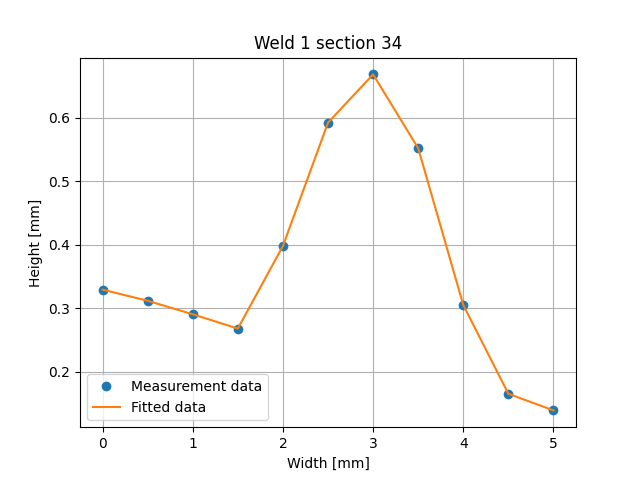 Weld 1 section 34
Height [mm]
0.6
0.5
0.4
0.3
0.2
Measurement data
Fitted data
0 1 2 3 4 5
Width [mm]